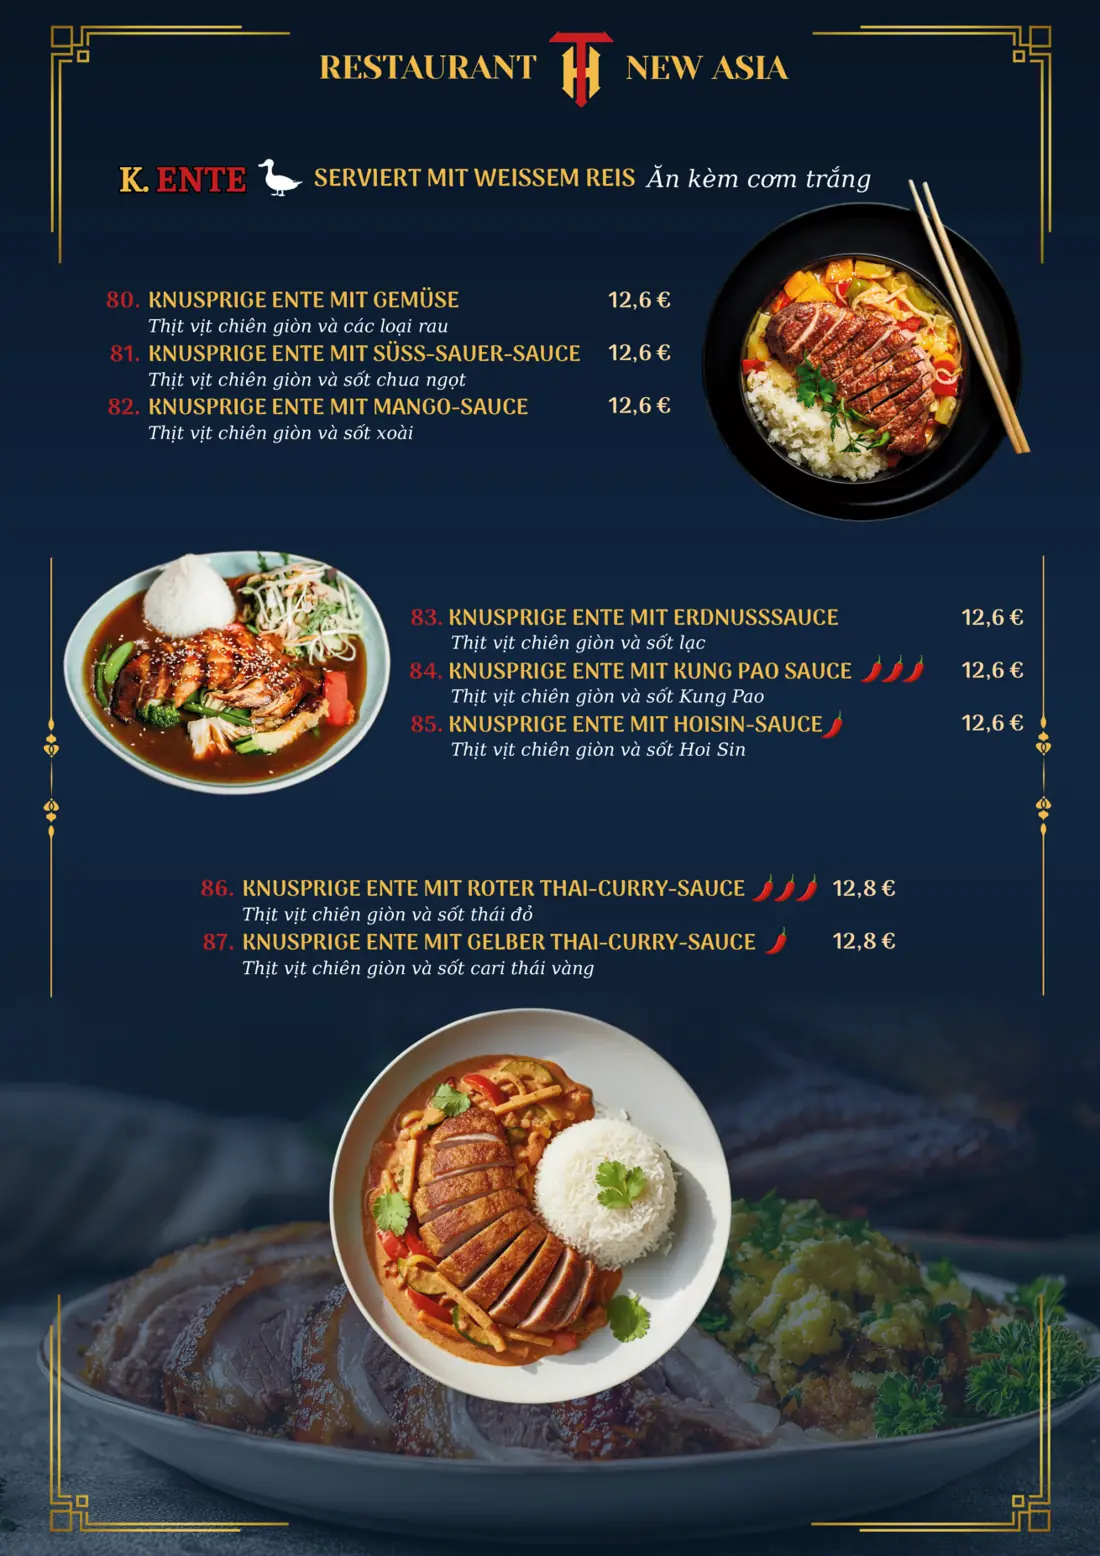 RESTAURANT TH NEW ASIA
K. ENTE SERVIERT MIT WEISSEM REIS Ăn kèm cơm trắng
80. KNUSPRIGE ENTE MIT GEMÜSE 12,6 €
Thịt vịt chiên giòn và các loại rau
81. KNUSPRIGE ENTE MIT SÜSS-SAUER-SAUCE 12,6 €
Thịt vịt chiên giòn và sốt chua ngọt
82. KNUSPRIGE ENTE MIT MANGO-SAUCE 12,6 €
Thịt vịt chiên giòn và sốt xoài
83. KNUSPRIGE ENTE MIT ERDNUSSSAUCE 12,6 €
Thịt vịt chiên giòn và sốt lạc
84. KNUSPRIGE ENTE MIT KUNG PAO SAUCE 12,6 €
Thịt vịt chiên giòn và sốt Kung Pao
85. KNUSPRIGE ENTE MIT HOISIN-SAUCE 12,6 €
Thịt vịt chiên giòn và sốt Hoi Sin
86. KNUSPRIGE ENTE MIT ROTER THAI-CURRY-SAUCE 12,8 €
Thịt vịt chiên giòn và sốt thái đỏ
87. KNUSPRIGE ENTE MIT GELBER THAI-CURRY-SAUCE 12,8 €
Thịt vịt chiên giòn và sốt cari thái vàng